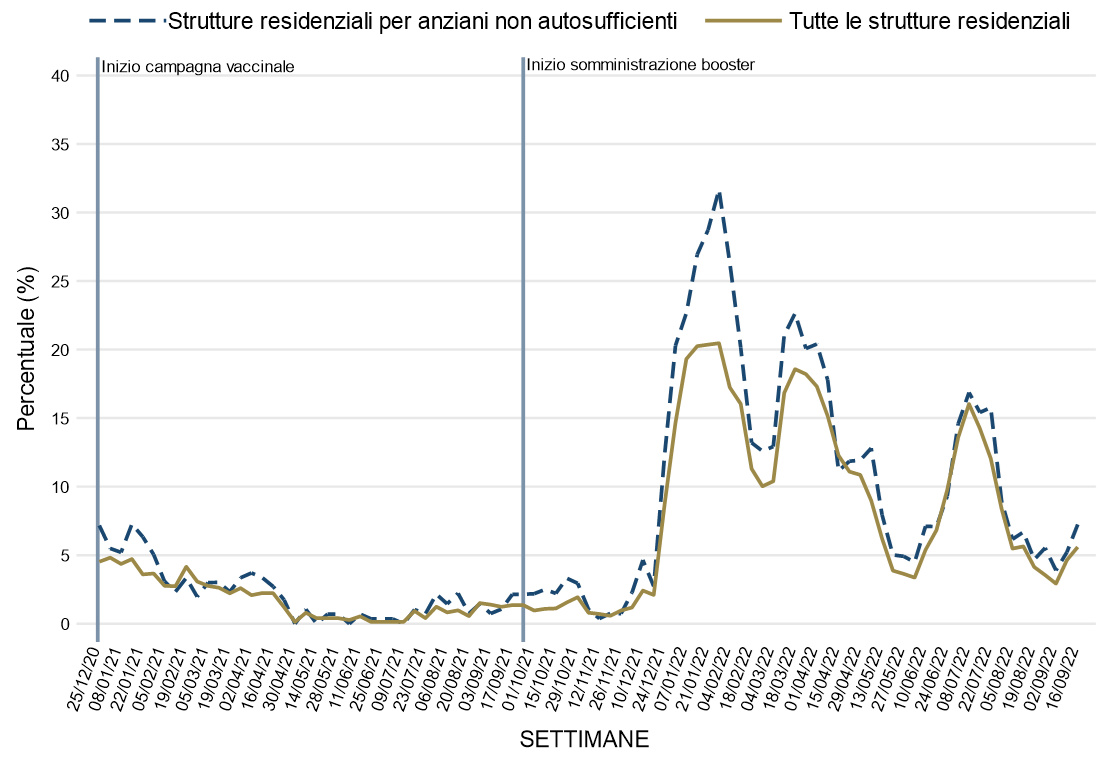 Strutture residenziali per anziani non autosufficienti Tutte le strutture residenziali
Inizio campagna vaccinale Inizio somministrazione booster
40
35
30
25
20
15
10
5
0
Percentuale (%)
25/12/20 08/01/21 22/01/21 05/02/21 19/02/21 05/03/21 19/03/21 02/04/21 16/04/21 30/04/21 14/05/21 28/05/21 11/06/21 25/06/21 09/07/21 23/07/21 06/08/21 20/08/21 03/09/21 17/09/21 01/10/21 15/10/21 29/10/21 12/11/21 26/11/21 10/12/21 24/12/21 07/01/22 21/01/22 04/02/22 18/02/22 04/03/22 18/03/22 01/04/22 15/04/22 29/04/22 13/05/22 27/05/22 10/06/22 24/06/22 08/07/22 22/07/22 05/08/22 19/08/22 02/09/22 16/09/22
SETTIMANE